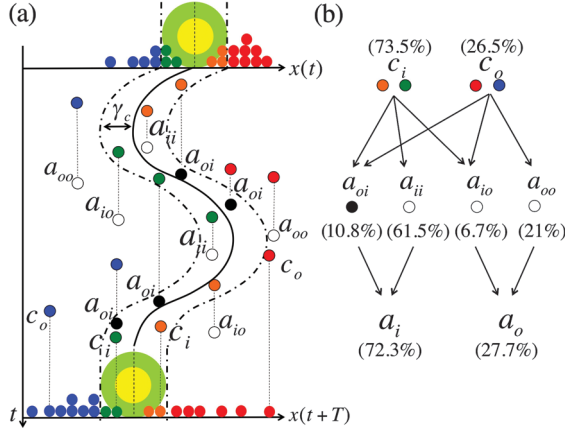 (a)
x(t)
γ_c
a_ii
a_oi
a_oo
a_io
a_oi
a_ii
a_oo
c_o
a_oi
a_oi
c_o
c_i
c_i
a_io
t
x(t+T)
(b)
(73.5%) (26.5%)
c_i c_o
a_oi a_ii a_io a_oo
(10.8%) (61.5%) (6.7%) (21%)
a_i a_o
(72.3%) (27.7%)